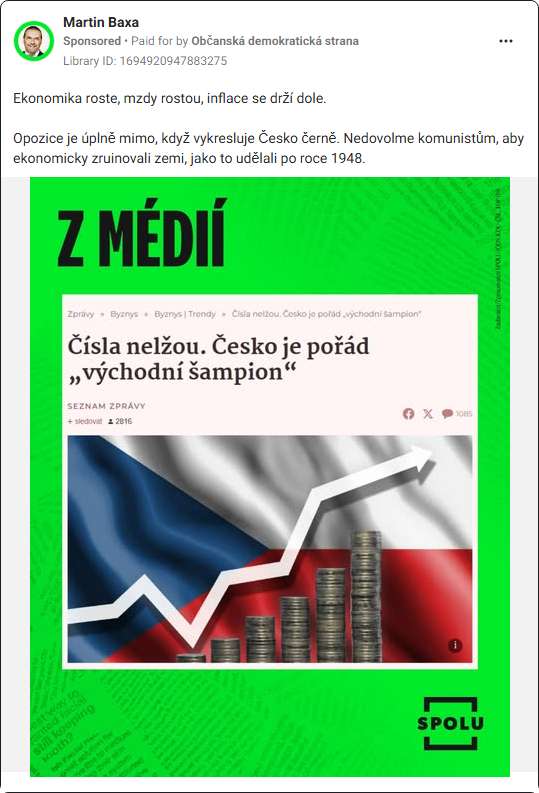 Martin Baxa
Sponsored • Paid for by Občanská demokratická strana
Library ID: 1694920947883275
Ekonomika roste, mzdy rostou, inflace se drží dole.
Opozice je úplně mimo, když vykresluje Česko černě. Nedovolme komunistům, aby
ekonomicky zruinovali zemi, jako to udělali po roce 1948.
Z MÉDIÍ
Zprávy » Byznys » Byznys | Trendy » Čísla nelžou. Česko je pořád „východní šampion“
Čísla nelžou. Česko je pořád
„východní šampion“
SEZNAM ZPRÁVY
+ sledovat 2816
1085
SPOLU